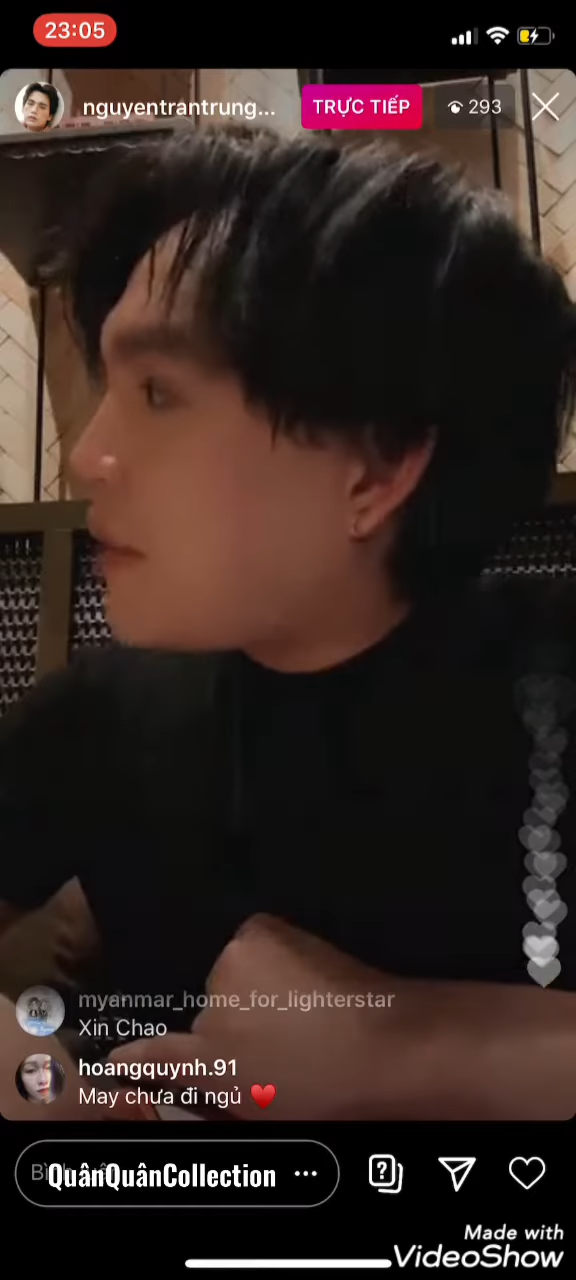 23:05
nguyentrantrung...
TRỰC TIẾP
293
myanmar_home_for_lighterstar
Xin Chao
hoangquynh.91
May chưa đi ngủ ❤️
QuânQuânCollection
Made with
VideoShow